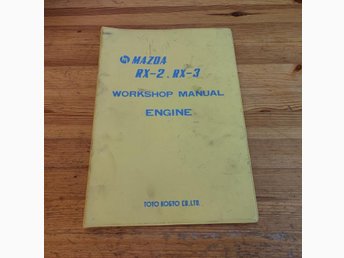 MAZDA
RX-2. RX-3
WORKSHOP MANUAL
ENGINE
TOYO KOGYO CO., LTD.